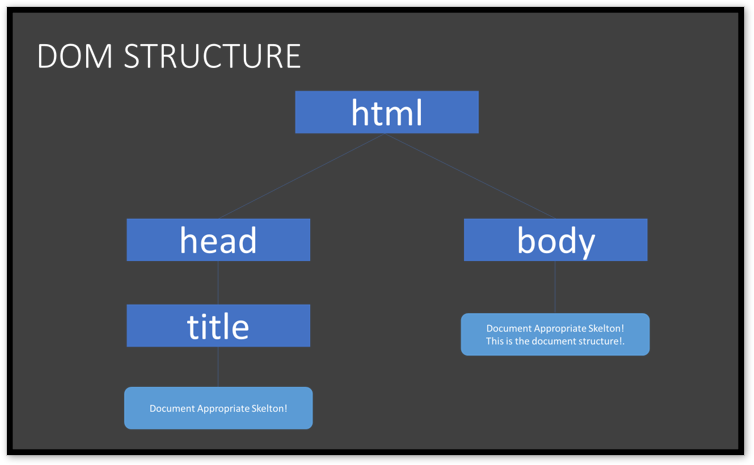 DOM STRUCTURE
html
head
body
title
Document Appropriate Skelton!
This is the document structure!.
Document Appropriate Skelton!